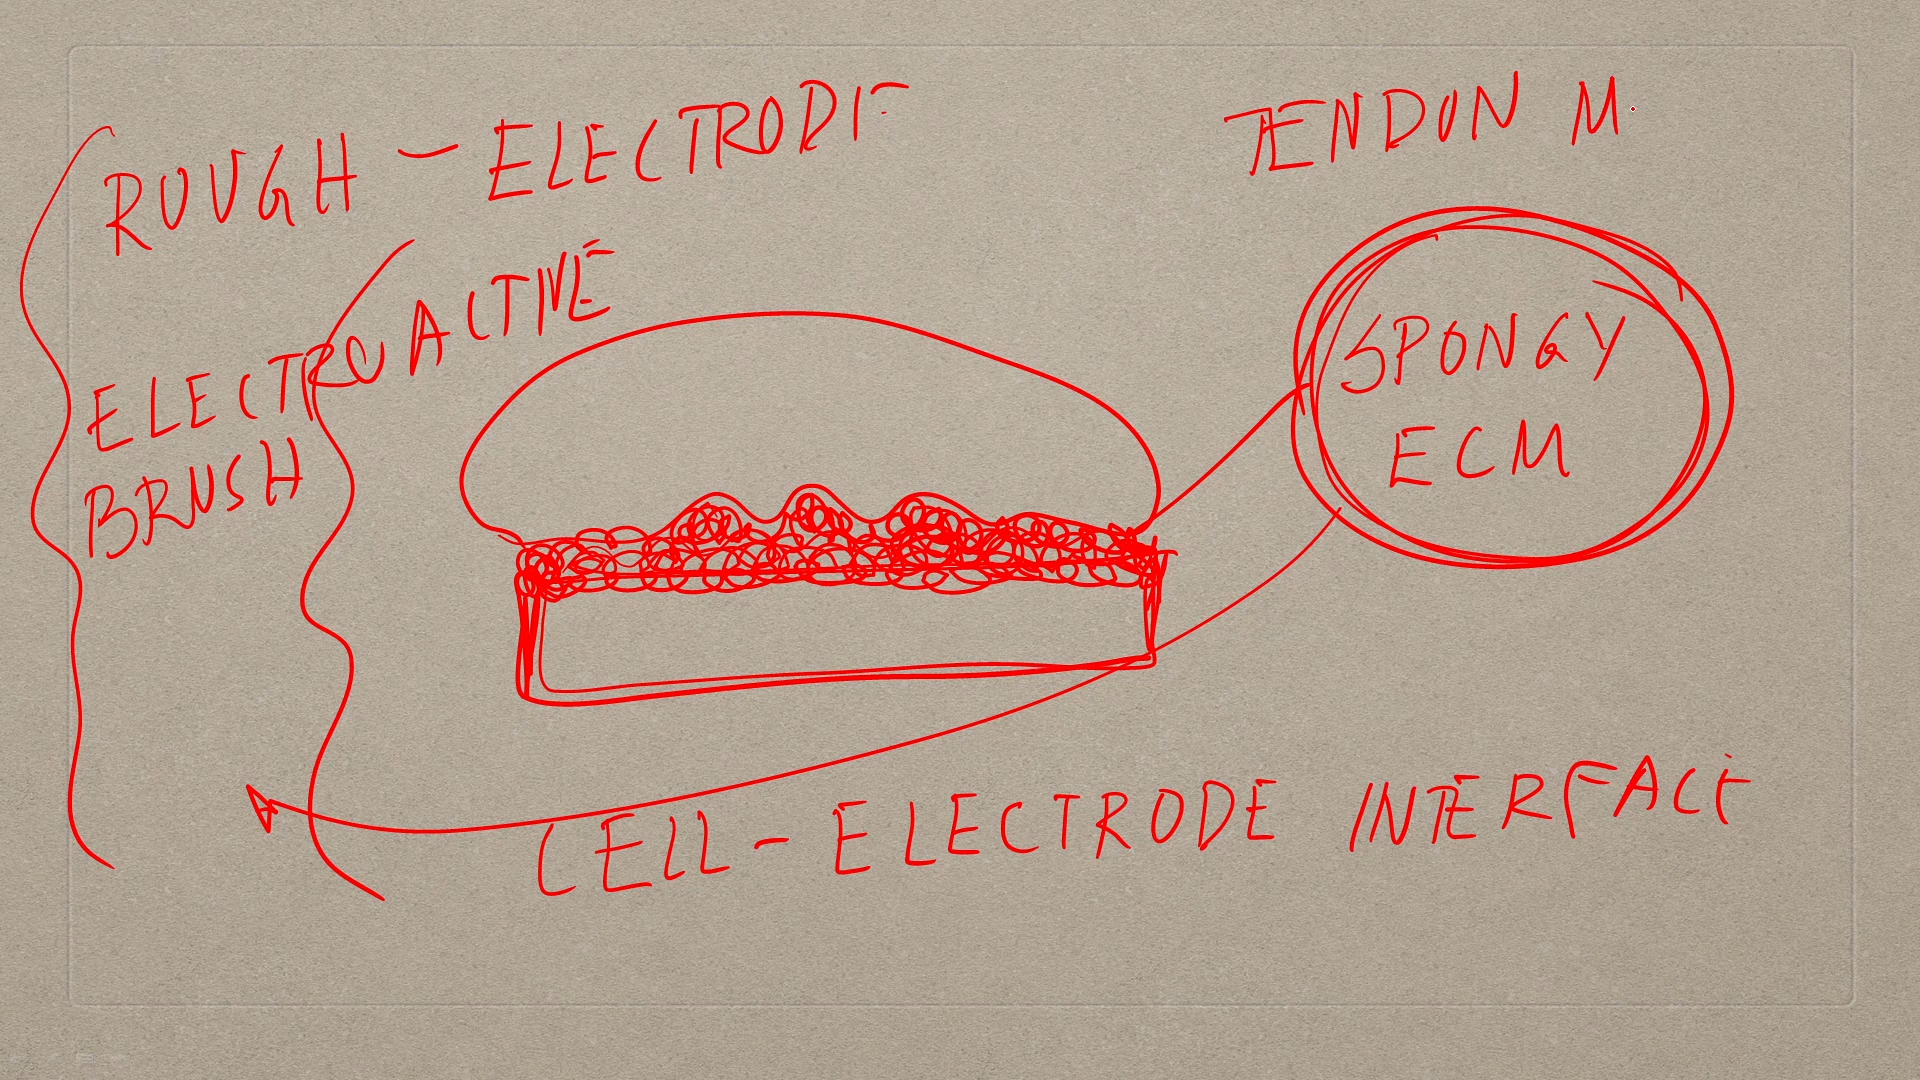 ROUGH - ELECTRODE
TENDON M.
ELECTROACTIVE
BRUSH
SPONGY
ECM
CELL-ELECTRODE INTERFACE